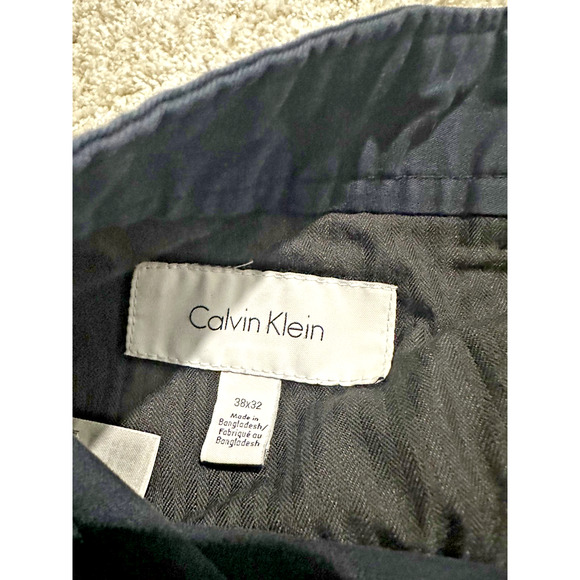 Calvin Klein
38x32
Made in
Bangladesh/
Fabriqué au
Bangladesh